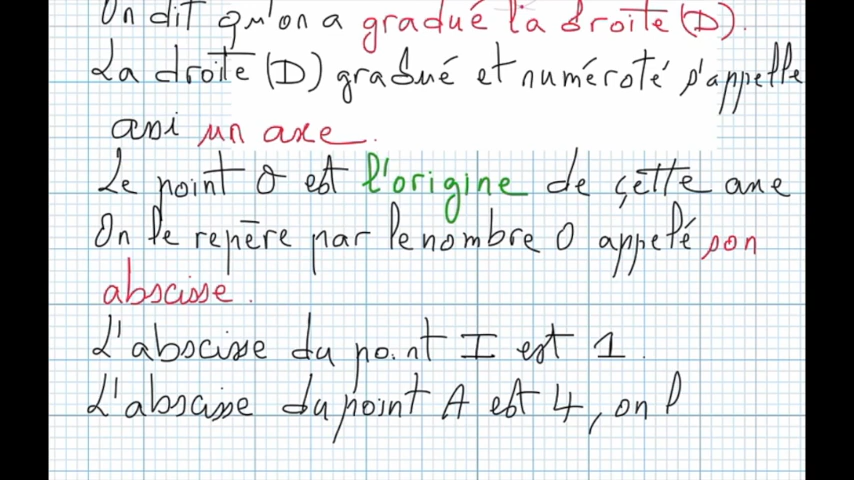 On dit qu'on a gradué la droite (D).
La droite (D) gradué et numéroté s'appelle
ausi un axe.
Le point O est l'origine de cette axe
On le repère par le nombre 0 appelé son
abscisse.
L'abscisse du point I est 1.
L'abscisse du point A est 4, on l